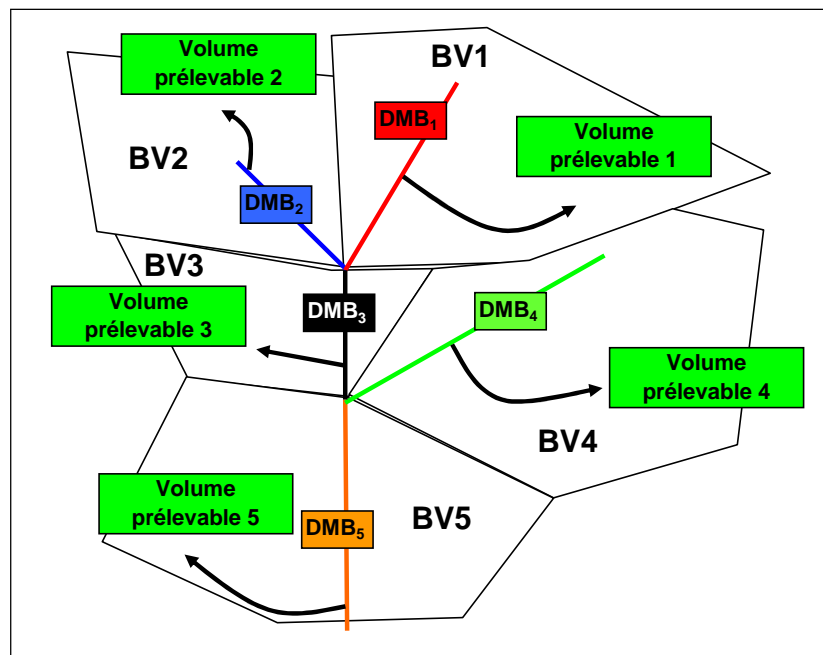 Volume
prélevable 2
BV1
DMB₁
Volume
prélevable 1
BV2
DMB₂
BV3
Volume
prélevable 3
DMB₃
DMB₄
Volume
prélevable 4
BV4
Volume
prélevable 5
DMB₅
BV5